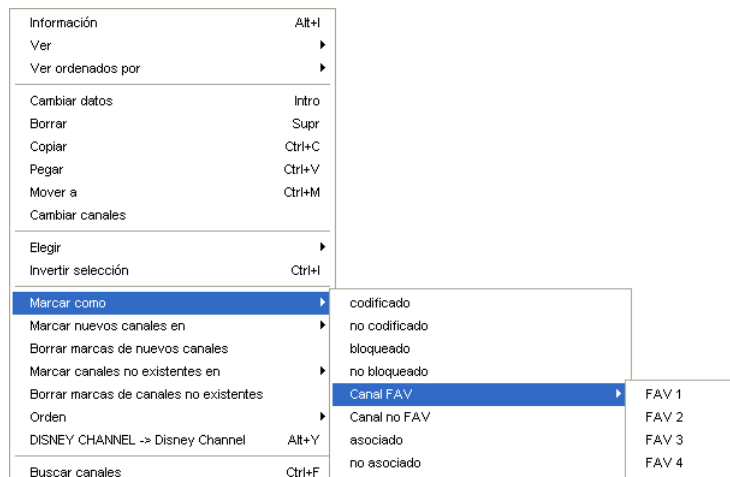 Información Alt+I
Ver
Ver ordenados por
Cambiar datos Intro
Borrar Supr
Copiar Ctrl+C
Pegar Ctrl+V
Mover a Ctrl+M
Cambiar canales
Elegir
Invertir selección Ctrl+I
Marcar como
Marcar nuevos canales en
Borrar marcas de nuevos canales
Marcar canales no existentes en
Borrar marcas de canales no existentes
Orden
DISNEY CHANNEL -> Disney Channel Alt+Y
Buscar canales Ctrl+F
codificado
no codificado
bloqueado
no bloqueado
Canal FAV
Canal no FAV
asociado
no asociado
FAV 1
FAV 2
FAV 3
FAV 4